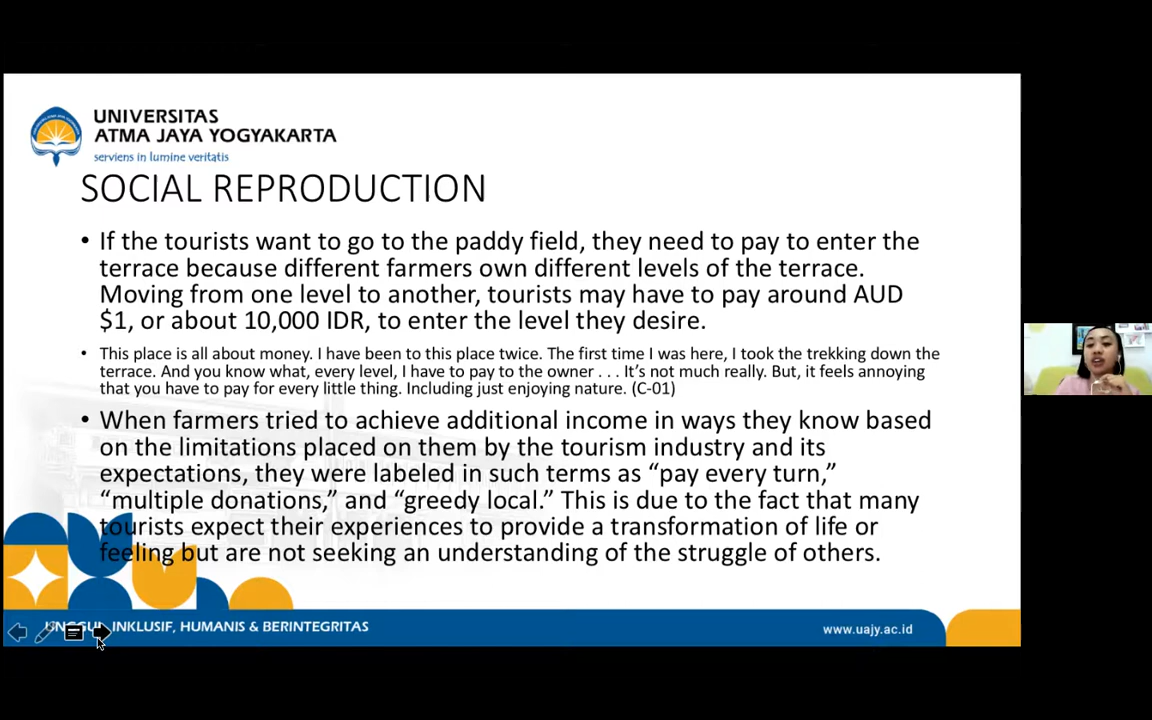 UNIVERSITAS
ATMA JAYA YOGYAKARTA
serviens in lumine veritatis
SOCIAL REPRODUCTION
• If the tourists want to go to the paddy field, they need to pay to enter the
terrace because different farmers own different levels of the terrace.
Moving from one level to another, tourists may have to pay around AUD
$1, or about 10,000 IDR, to enter the level they desire.
• This place is all about money. I have been to this place twice. The first time I was here, I took the trekking down the
terrace. And you know what, every level, I have to pay to the owner . . . It’s not much really. But, it feels annoying
that you have to pay for every little thing. Including just enjoying nature. (C-01)
• When farmers tried to achieve additional income in ways they know based
on the limitations placed on them by the tourism industry and its
expectations, they were labeled in such terms as “pay every turn,”
“multiple donations,” and “greedy local.” This is due to the fact that many
tourists expect their experiences to provide a transformation of life or
feeling but are not seeking an understanding of the struggle of others.
UNGGUL, INKLUSIF, HUMANIS & BERINTEGRITAS
www.uajy.ac.id